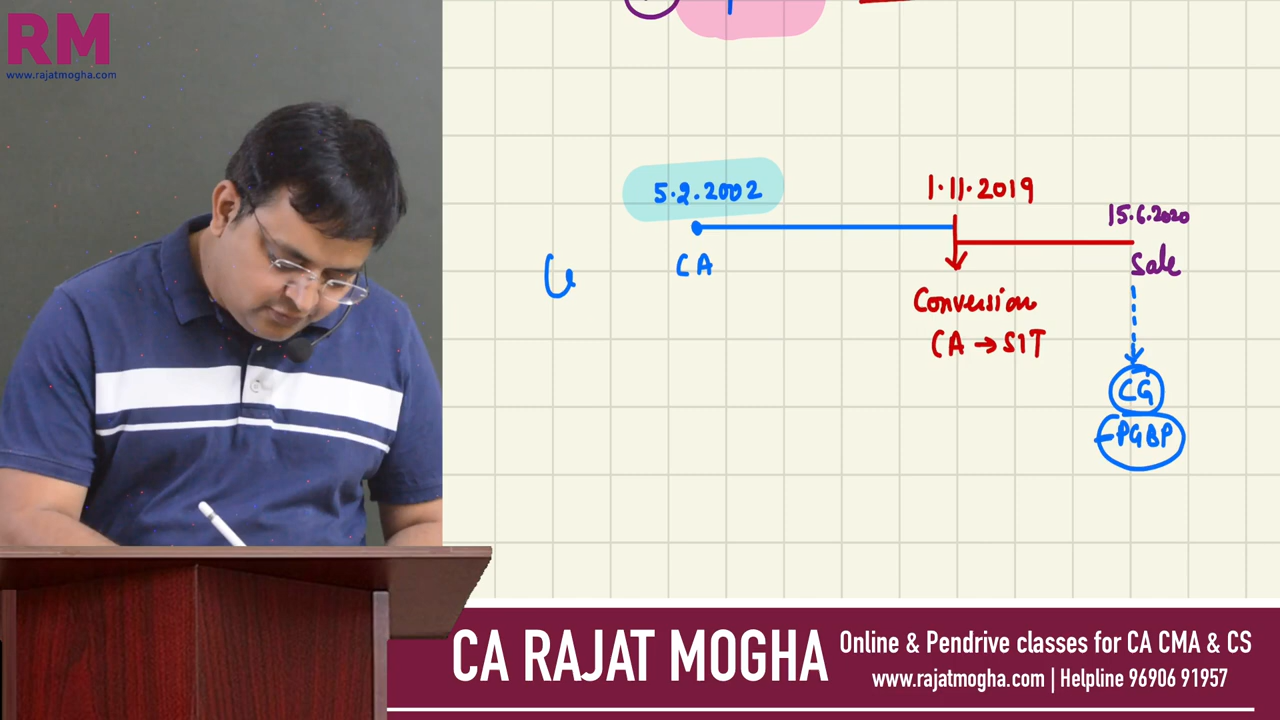 RM
www.rajatmogha.com
5.2.2002
1.11.2019
15.6.2020
CA
Sale
Conversion
CA → SIT
CG
PGBP
CA RAJAT MOGHA
Online & Pendrive classes for CA CMA & CS
www.rajatmogha.com | Helpline 96906 91957